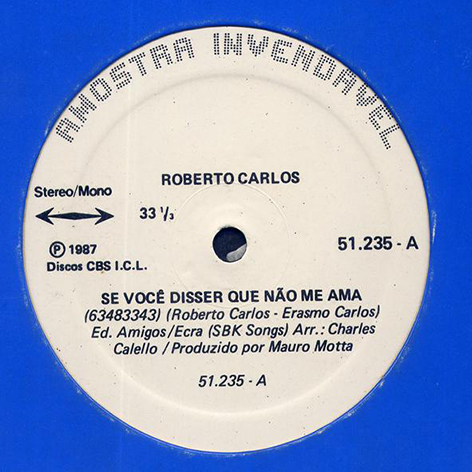 AMOSTRA INVENDÁVEL
ROBERTO CARLOS
Stereo/Mono
33 1/3
51.235 - A
Ⓟ 1987
Discos CBS I.C.L.
SE VOCÊ DISSER QUE NÃO ME AMA
(63483343) (Roberto Carlos - Erasmo Carlos)
Ed. Amigos/Ecra (SBK Songs) Arr.: Charles
Calello / Produzido por Mauro Motta
51.235 - A